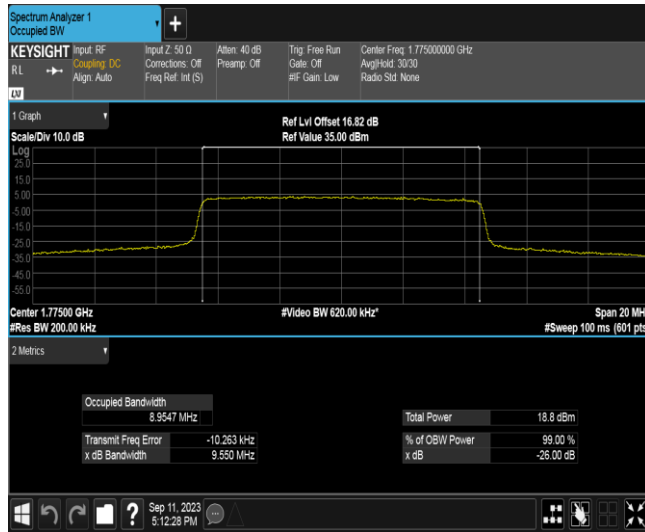 Spectrum Analyzer 1
Occupied BW
+
KEYSIGHT
RL
LXI
Input: RF
Coupling: DC
Align: Auto
Input Z: 50 Ω
Corrections: Off
Freq Ref: Int (S)
Atten: 40 dB
Preamp: Off
Trig: Free Run
Gate: Off
#IF Gain: Low
Center Freq: 1.775000000 GHz
Avg|Hold: 30/30
Radio Std: None
1 Graph
Scale/Div 10.0 dB
Ref Lvl Offset 16.82 dB
Ref Value 35.00 dBm
Log
25.0
15.0
5.00
-5.00
-15.0
-25.0
-35.0
-45.0
-55.0
Center 1.77500 GHz
#Res BW 200.00 kHz
#Video BW 620.00 kHz*
Span 20 MH
#Sweep 100 ms (601 pts
2 Metrics
Occupied Bandwidth
8.9547 MHz
Transmit Freq Error -10.263 kHz
x dB Bandwidth 9.550 MHz
Total Power 18.8 dBm
% of OBW Power 99.00 %
x dB -26.00 dB
?
Sep 11, 2023
5:12:28 PM